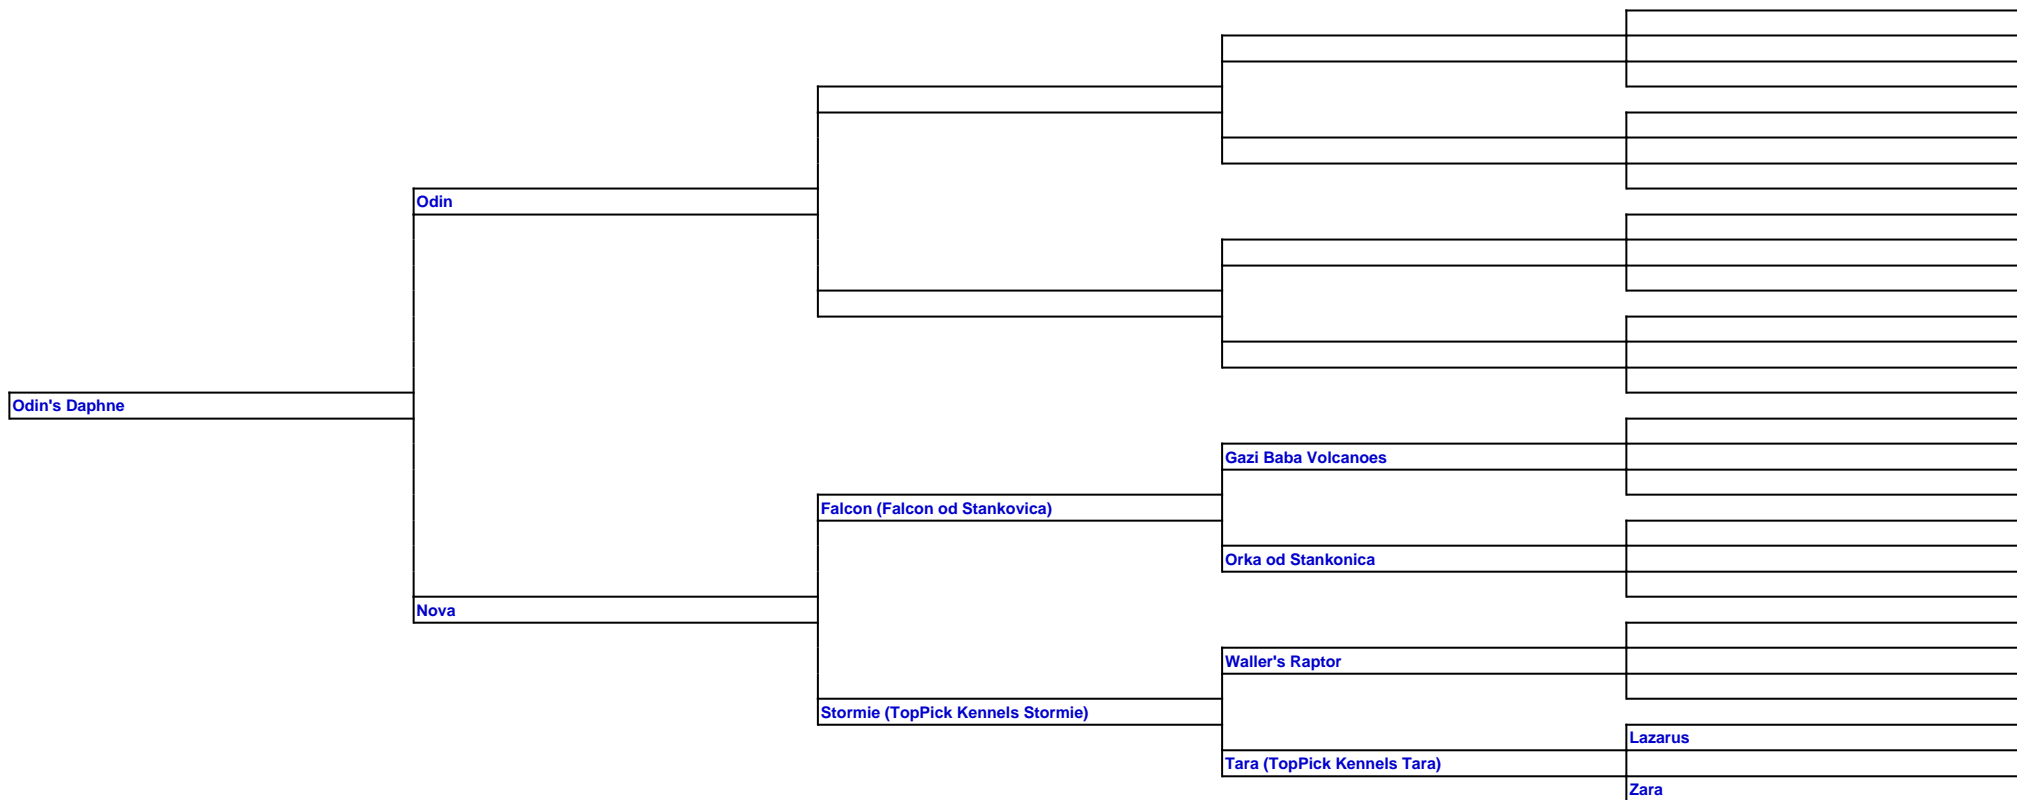 Odin
Odin's Daphne
Gazi Baba Volcanoes
Falcon (Falcon od Stankovica)
Orka od Stankonica
Nova
Waller's Raptor
Stormie (TopPick Kennels Stormie)
Lazarus
Tara (TopPick Kennels Tara)
Zara